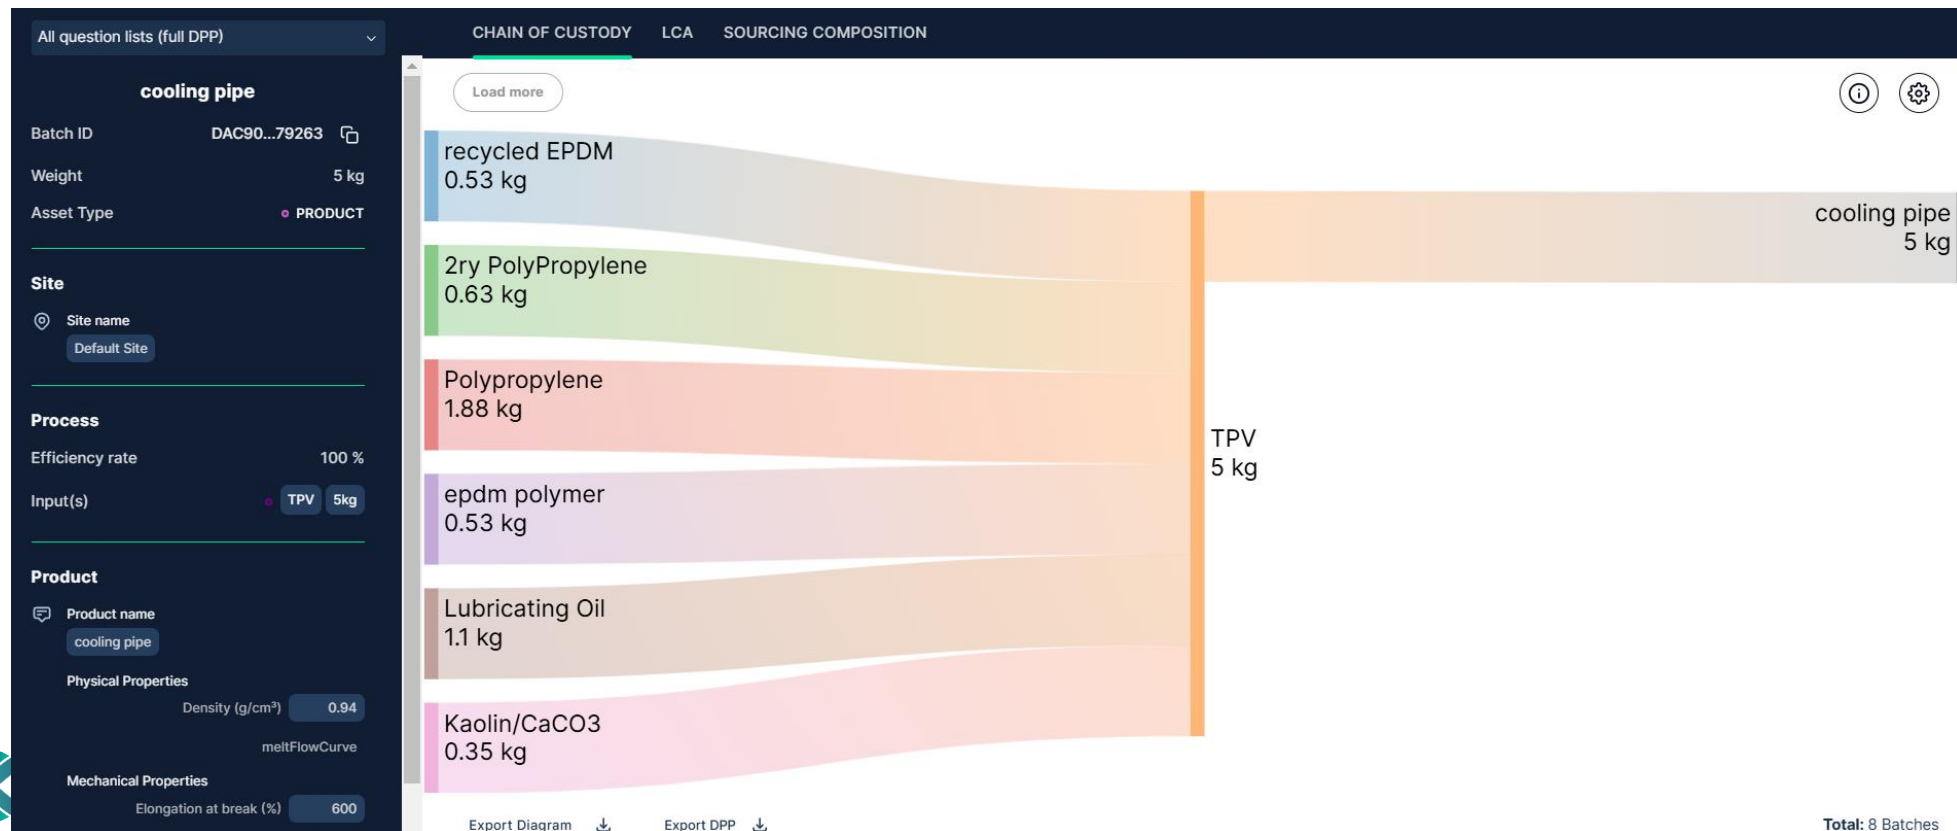 All question lists (full DPP)
CHAIN OF CUSTODY LCA SOURCING COMPOSITION
cooling pipe
Batch ID DAC90...79263
Weight 5 kg
Asset Type PRODUCT
Site
Site name
Default Site
Process
Efficiency rate 100 %
Input(s) TPV 5kg
Product
Product name
cooling pipe
Physical Properties
Density (g/cm³) 0.94
meltFlowCurve
Mechanical Properties
Elongation at break (%) 600
Load more
recycled EPDM
0.53 kg
2ry PolyPropylene
0.63 kg
Polypropylene
1.88 kg
epdm polymer
0.53 kg
Lubricating Oil
1.1 kg
Kaolin/CaCO3
0.35 kg
TPV
5 kg
cooling pipe
5 kg
Export Diagram Export DPP
Total: 8 Batches